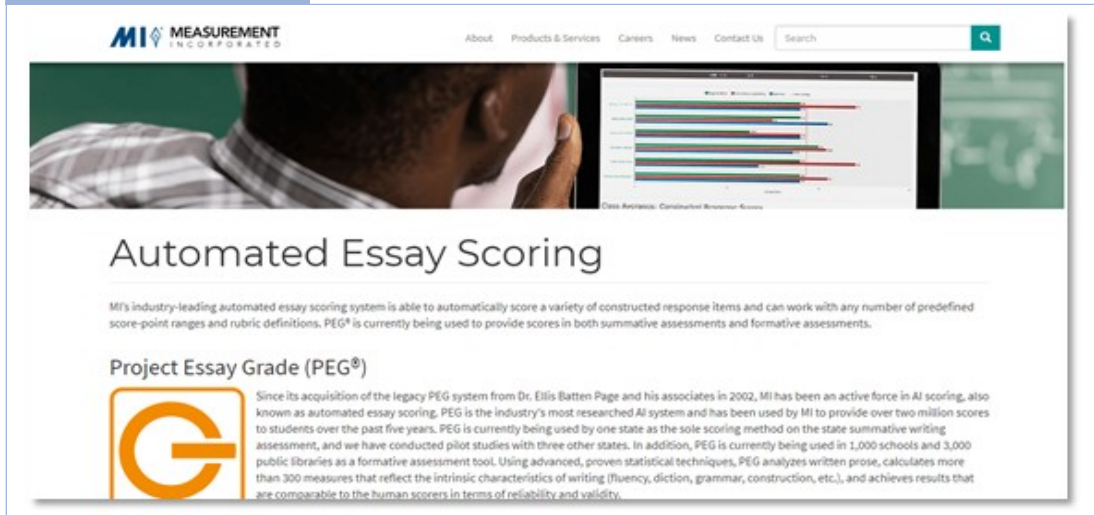 MI MEASUREMENT
INCORPORATED
About Products & Services Careers News Contact Us Search
Class Averages: Constructed Response Scores
Automated Essay Scoring
MI's industry-leading automated essay scoring system is able to automatically score a variety of constructed response items and can work with any number of predefined
score-point ranges and rubric definitions. PEG® is currently being used to provide scores in both summative assessments and formative assessments.
Project Essay Grade (PEG®)
Since its acquisition of the legacy PEG system from Dr. Ellis Batten Page and his associates in 2002, MI has been an active force in AI scoring, also
known as automated essay scoring. PEG is the industry's most researched AI system and has been used by MI to provide over two million scores
to students over the past five years. PEG is currently being used by one state as the sole scoring method on the state summative writing
assessment, and we have conducted pilot studies with three other states. In addition, PEG is currently being used in 1,000 schools and 3,000
public libraries as a formative assessment tool. Using advanced, proven statistical techniques, PEG analyzes written prose, calculates more
than 300 measures that reflect the intrinsic characteristics of writing (fluency, diction, grammar, construction, etc.), and achieves results that
are comparable to the human scorers in terms of reliability and validity.